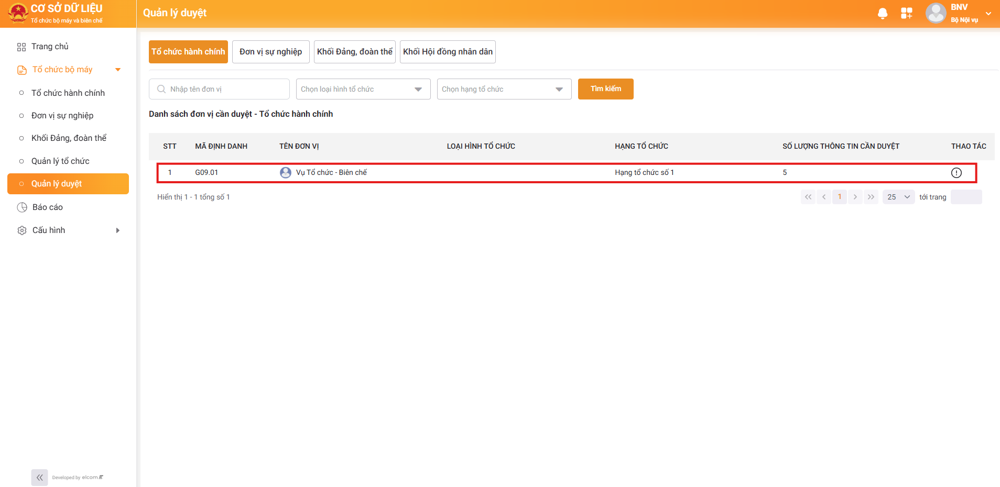 CƠ SỞ DỮ LIỆU
Tổ chức bộ máy và biên chế
Quản lý duyệt
BNV
Bộ Nội vụ
Trang chủ
Tổ chức bộ máy
Tổ chức hành chính
Đơn vị sự nghiệp
Khối Đảng, đoàn thể
Quản lý tổ chức
Quản lý duyệt
Báo cáo
Cấu hình
Developed by elcom
Tổ chức hành chính
Đơn vị sự nghiệp
Khối Đảng, đoàn thể
Khối Hội đồng nhân dân
Nhập tên đơn vị
Chọn loại hình tổ chức
Chọn hạng tổ chức
Tìm kiếm
Danh sách đơn vị cần duyệt - Tổ chức hành chính
STT MÃ ĐỊNH DANH TÊN ĐƠN VỊ LOẠI HÌNH TỔ CHỨC HẠNG TỔ CHỨC SỐ LƯỢNG THÔNG TIN CẦN DUYỆT THAO TÁC
1 G09.01 Vụ Tổ chức - Biên chế Hạng tổ chức số 1 5
Hiển thị 1 - 1 tổng số 1
1 25 tới trang